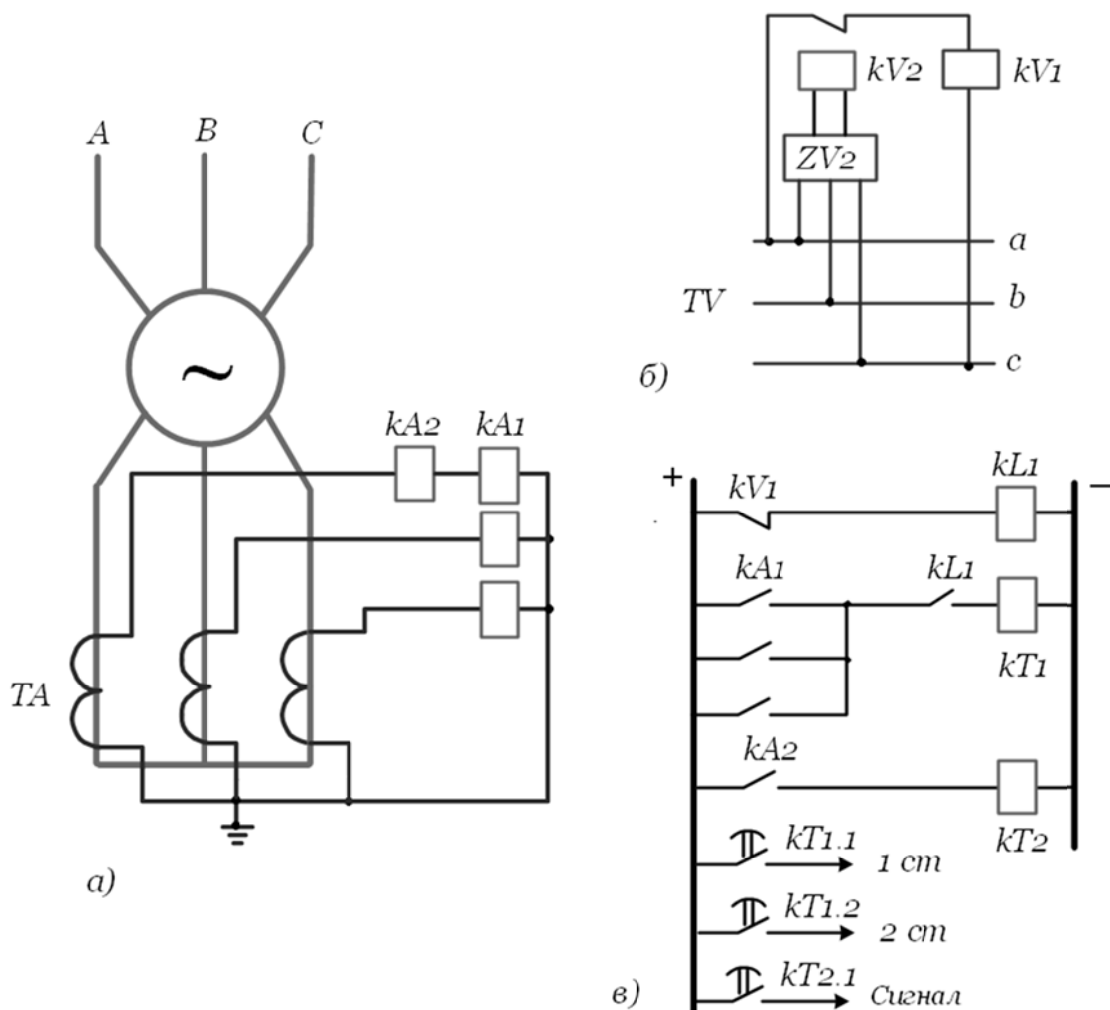 A B C
~
kA2 kA1
TA
а)
kV2 kV1
ZV2
a
TV b
c
б)
+ –
kV1 kL1
kA1 kL1
kT1
kA2
kT2
kT1.1 1 ст
kT1.2 2 ст
kT2.1 Сигнал
в)